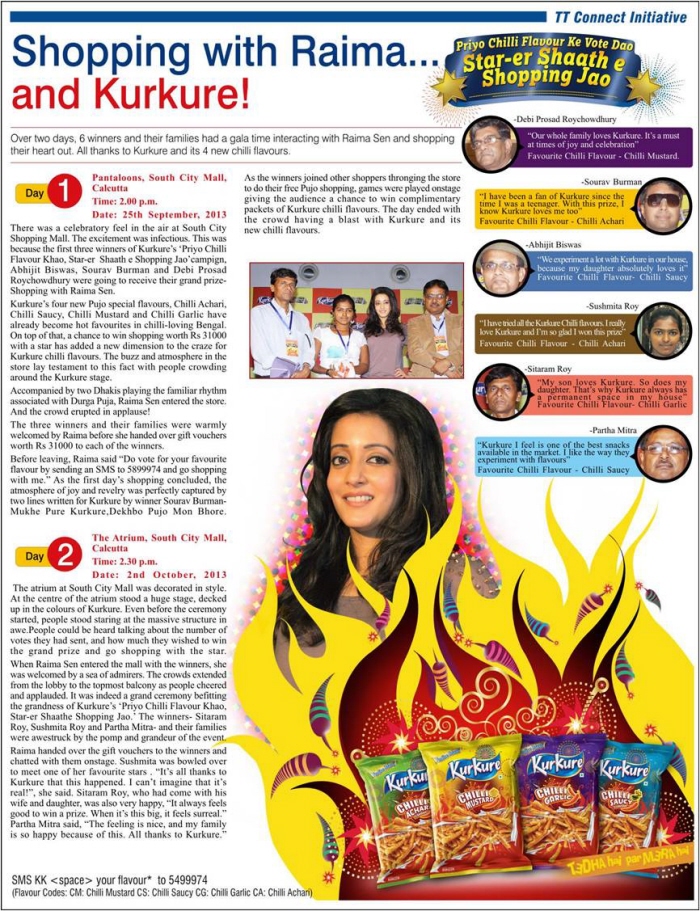 TT Connect Initiative
Shopping with Raima...
and Kurkure!
Priyo Chilli Flavour Ke Vote Dao
Star-er Shaath e
Shopping Jao
Over two days, 6 winners and their families had a gala time interacting with Raima Sen and shopping
their heart out. All thanks to Kurkure and its 4 new chilli flavours.
Day 1
Pantaloons, South City Mall,
Calcutta
Time: 2.00 p.m.
Date: 25th September, 2013
There was a celebratory feel in the air at South City
Shopping Mall. The excitement was infectious. This was
because the first three winners of Kurkure's 'Priyo Chilli
Flavour Khao, Star-er Shaath e Shopping Jao'campign,
Abhijit Biswas, Sourav Burman and Debi Prosad
Roychowdhury were going to receive their grand prize-
Shopping with Raima Sen.
Kurkure's four new Pujo special flavours, Chilli Achari,
Chilli Saucy, Chilli Mustard and Chilli Garlic have
already become hot favourites in chilli-loving Bengal.
On top of that, a chance to win shopping worth Rs 31000
with a star has added a new dimension to the craze for
Kurkure chilli flavours. The buzz and atmosphere in the
store lay testament to this fact with people crowding
around the Kurkure stage.
Accompanied by two Dhakis playing the familiar rhythm
associated with Durga Puja, Raima Sen entered the store.
And the crowd erupted in applause!
The three winners and their families were warmly
welcomed by Raima before she handed over gift vouchers
worth Rs 31000 to each of the winners.
Before leaving, Raima said "Do vote for your favourite
flavour by sending an SMS to 5899974 and go shopping
with me." As the first day's shopping concluded, the
atmosphere of joy and revelry was perfectly captured by
two lines written for Kurkure by winner Sourav Burman-
Mukhe Pure Kurkure,Dekhbo Pujo Mon Bhore.
As the winners joined other shoppers thronging the store
to do their free Pujo shopping, games were played onstage
giving the audience a chance to win complimentary
packets of Kurkure chilli flavours. The day ended with
the crowd having a blast with Kurkure and its
new chilli flavours.
-Debi Prosad Roychowdhury
"Our whole family loves Kurkure. It's a must
at times of joy and celebration"
Favourite Chilli Flavour - Chilli Mustard.
-Sourav Burman
"I have been a fan of Kurkure since the
time I was a teenager. With this prize, I
know Kurkure loves me too"
Favourite Chilli Flavour - Chilli Achari
-Abhijit Biswas
"We experiment a lot with Kurkure in our house,
because my daughter absolutely loves it"
Favourite Chilli Flavour- Chilli Saucy
-Sushmita Roy
"I have tried all the Kurkure Chilli flavours. I really
love Kurkure and I'm so glad I won this prize"
Favourite Chilli Flavour - Chilli Achari
-Sitaram Roy
"My son loves Kurkure. So does my
daughter. That's why Kurkure always has
a permanent space in my house"
Favourite Chilli Flavour- Chilli Garlic
-Partha Mitra
"Kurkure I feel is one of the best snacks
available in the market. I like the way they
experiment with flavours"
Favourite Chilli Flavour - Chilli Saucy
Day 2
The Atrium, South City Mall,
Calcutta
Time: 2.30 p.m.
Date: 2nd October, 2013
The atrium at South City Mall was decorated in style.
At the centre of the atrium stood a huge stage, decked
up in the colours of Kurkure. Even before the ceremony
started, people stood staring at the massive structure in
awe.People could be heard talking about the number of
votes they had sent, and how much they wished to win
the grand prize and go shopping with the star.
When Raima Sen entered the mall with the winners, she
was welcomed by a sea of admirers. The crowds extended
from the lobby to the topmost balcony as people cheered
and applauded. It was indeed a grand ceremony befitting
the grandness of Kurkure's 'Priyo Chilli Flavour Khao,
Star-er Shaathe Shopping Jao.' The winners- Sitaram
Roy, Sushmita Roy and Partha Mitra- and their families
were awestruck by the pomp and grandeur of the event.
Raima handed over the gift vouchers to the winners and
chatted with them onstage. Sushmita was bowled over
to meet one of her favourite stars . "It's all thanks to
Kurkure that this happened. I can't imagine that it's
real!", she said. Sitaram Roy, who had come with his
wife and daughter, was also very happy, "It always feels
good to win a prize. When it's this big, it feels surreal."
Partha Mitra said, "The feeling is nice, and my family
is so happy because of this. All thanks to Kurkure."
Kurkure
CHILLI
ACHARI
Kurkure
CHILLI
MUSTARD
Kurkure
CHILLI
GARLIC
Kurkure
CHILLI
SAUCY
TEDHA hai par MERA hai
SMS KK <space> your flavour* to 5499974
(Flavour Codes: CM: Chilli Mustard CS: Chilli Saucy CG: Chilli Garlic CA: Chilli Achari)